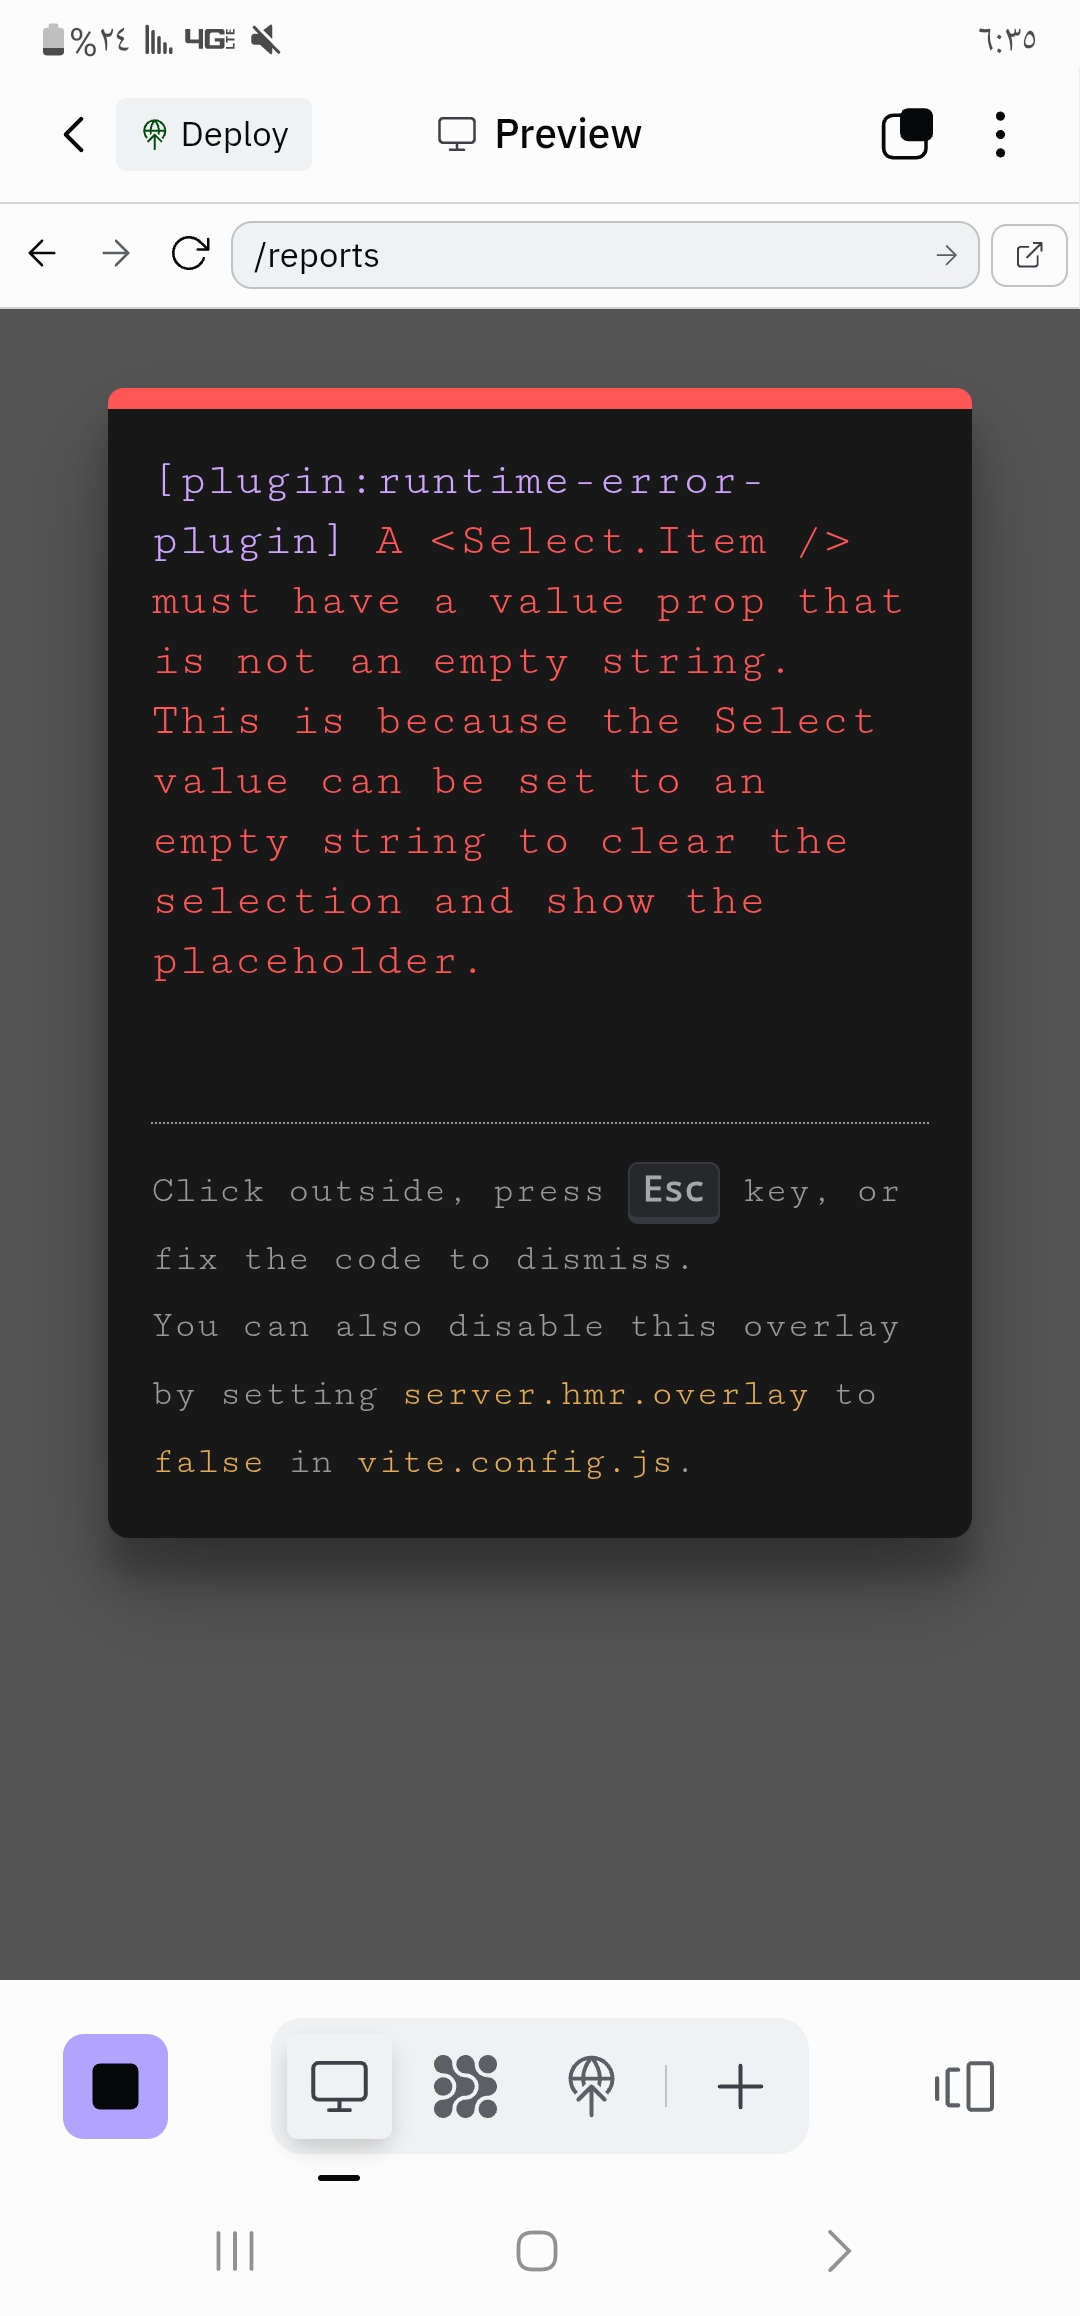 %٢٤ 4G LTE ٦:٣٥
Deploy Preview
/reports
[plugin:runtime-error-
plugin] A <Select.Item />
must have a value prop that
is not an empty string.
This is because the Select
value can be set to an
empty string to clear the
selection and show the
placeholder.
Click outside, press Esc key, or
fix the code to dismiss.
You can also disable this overlay
by setting server.hmr.overlay to
false in vite.config.js.